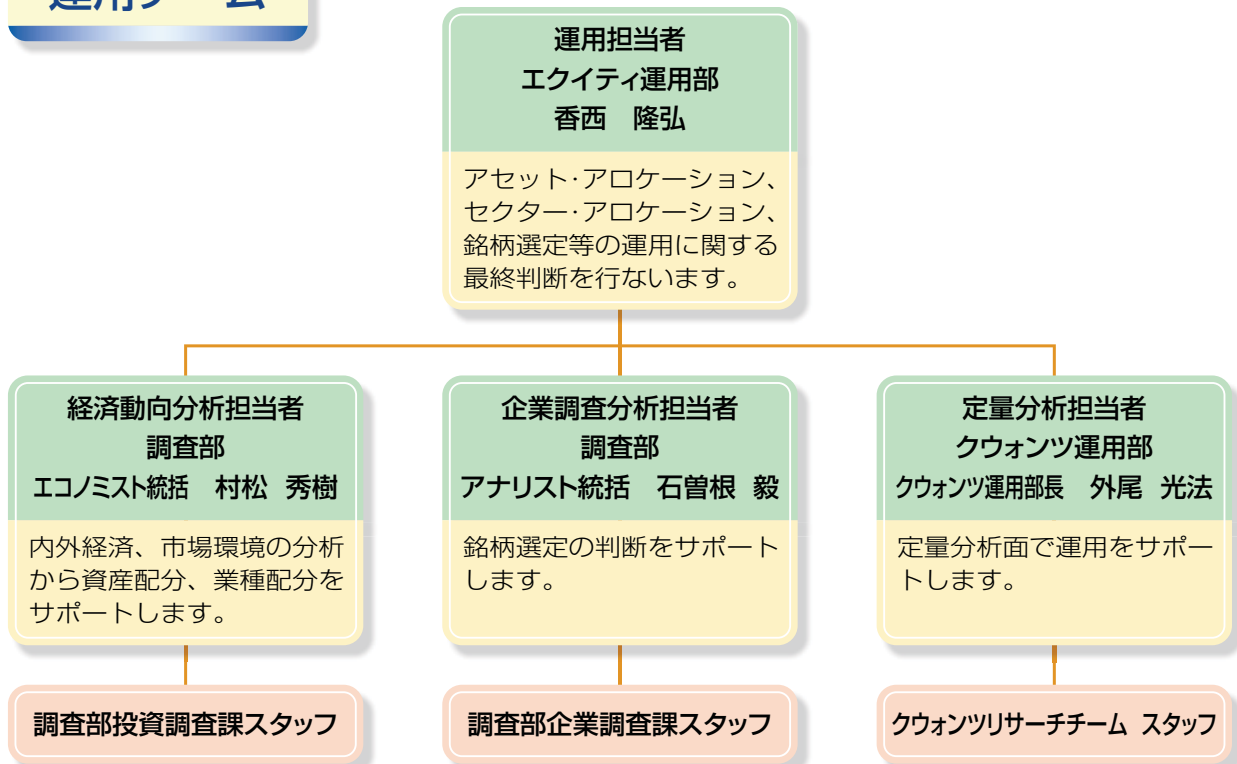 運用チーム
運用担当者
エクイティ運用部
香西 隆弘
アセット・アロケーション、
セクター・アロケーション、
銘柄選定等の運用に関する
最終判断を行ないます。
経済動向分析担当者
調査部
エコノミスト統括 村松 秀樹
内外経済、市場環境の分析
から資産配分、業種配分を
サポートします。
調査部投資調査課スタッフ
企業調査分析担当者
調査部
アナリスト統括 石曽根 毅
銘柄選定の判断をサポート
します。
調査部企業調査課スタッフ
定量分析担当者
クウォンツ運用部
クウォンツ運用部長 外尾 光法
定量分析面で運用をサポー
トします。
クウォンツリサーチチーム スタッフ